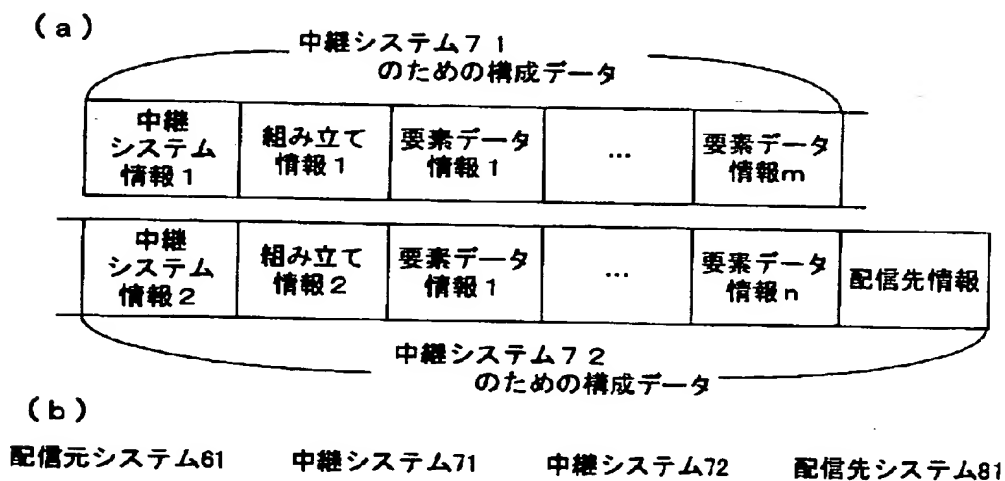 (a)
中継システム71
のための構成データ
中継
システム
情報1
組み立て
情報1
要素データ
情報1
…
要素データ
情報m
中継
システム
情報2
組み立て
情報2
要素データ
情報1
…
要素データ
情報n
配信先情報
中継システム72
のための構成データ
(b)
配信元システム61 中継システム71 中継システム72 配信先システム81